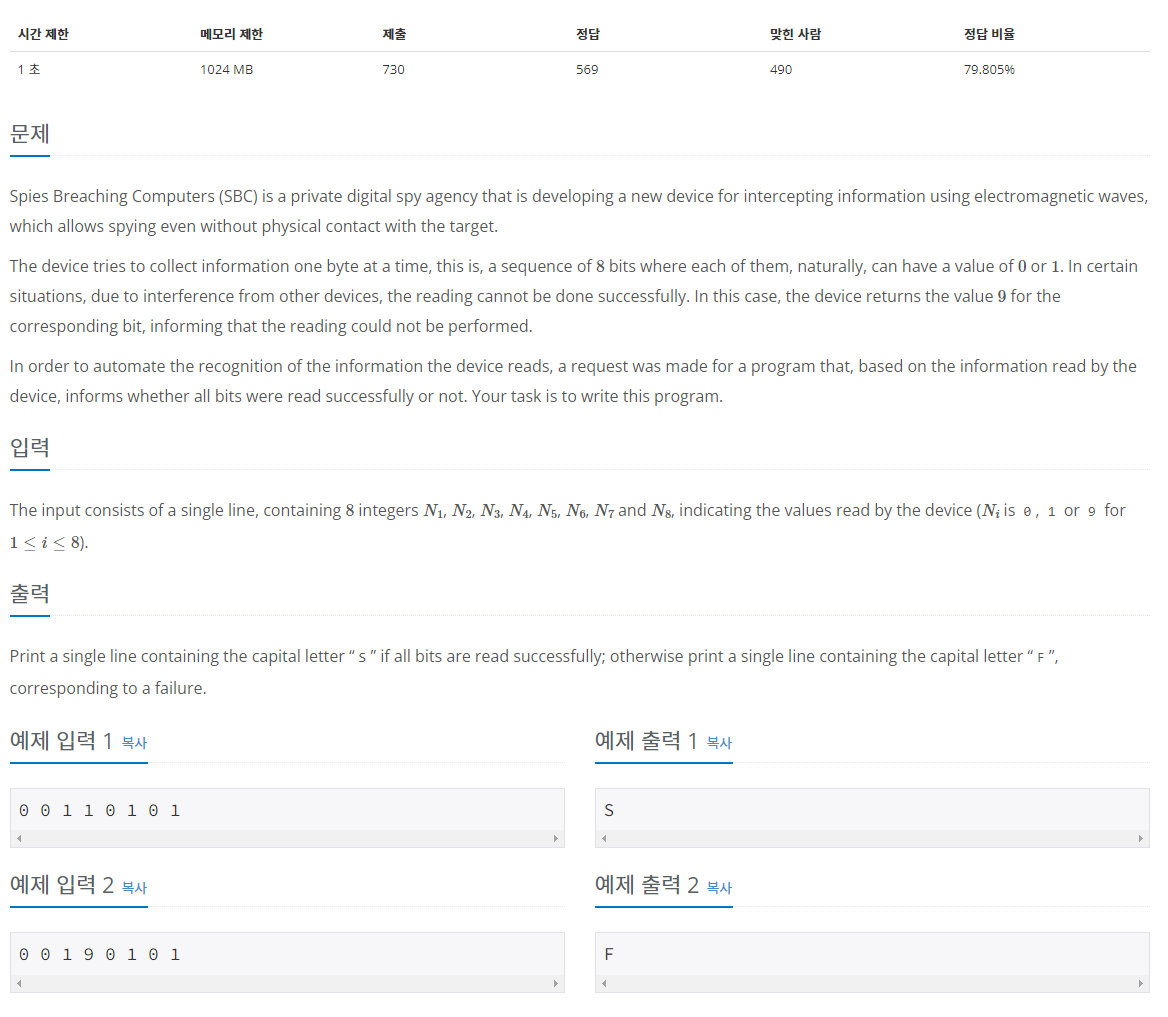 시간 제한 메모리 제한 제출 정답 맞힌 사람 정답 비율
1 초 1024 MB 730 569 490 79.805%
문제
Spies Breaching Computers (SBC) is a private digital spy agency that is developing a new device for intercepting information using electromagnetic waves,
which allows spying even without physical contact with the target.
The device tries to collect information one byte at a time, this is, a sequence of 8 bits where each of them, naturally, can have a value of 0 or 1. In certain
situations, due to interference from other devices, the reading cannot be done successfully. In this case, the device returns the value 9 for the
corresponding bit, informing that the reading could not be performed.
In order to automate the recognition of the information the device reads, a request was made for a program that, based on the information read by the
device, informs whether all bits were read successfully or not. Your task is to write this program.
입력
The input consists of a single line, containing 8 integers N₁, N₂, N₃, N₄, N₅, N₆, N₇ and N₈, indicating the values read by the device (Nᵢ is 0, 1 or 9 for
1 ≤ i ≤ 8).
출력
Print a single line containing the capital letter “ S ” if all bits are read successfully; otherwise print a single line containing the capital letter “ F ”,
corresponding to a failure.
예제 입력 1 복사 예제 출력 1 복사
0 0 1 1 0 1 0 1 S
예제 입력 2 복사 예제 출력 2 복사
0 0 1 9 0 1 0 1 F